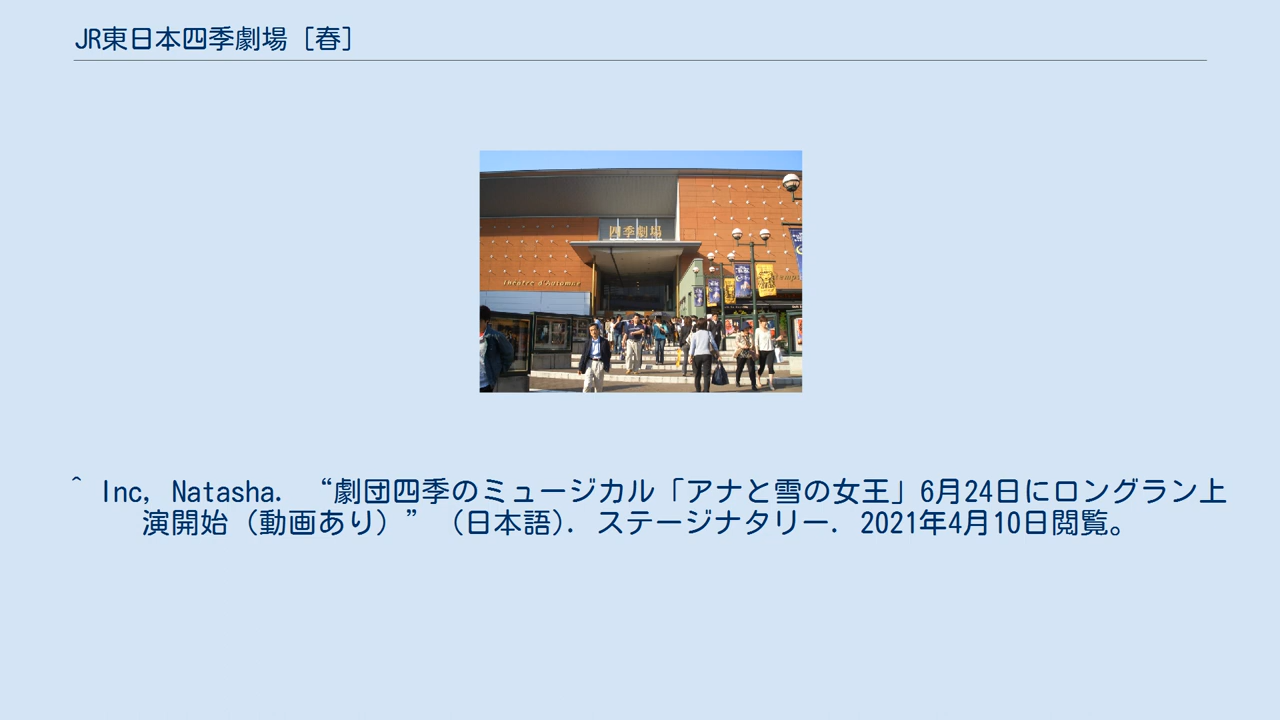 JR東日本四季劇場［春］
四季劇場
Théâtre d'Automne
^ Inc, Natasha. “劇団四季のミュージカル「アナと雪の女王」6月24日にロングラン上
演開始（動画あり）” （日本語）. ステージナタリー. 2021年4月10日閲覧。